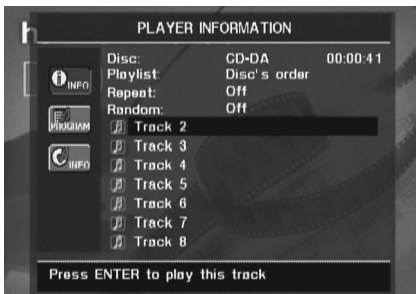 PLAYER INFORMATION
Disc: CD-DA 00:00:41
Playlist: Disc's order
Repeat: Off
Random: Off
INFO
PROGRAM
INFO
Track 2
Track 3
Track 4
Track 5
Track 6
Track 7
Track 8
Press ENTER to play this track